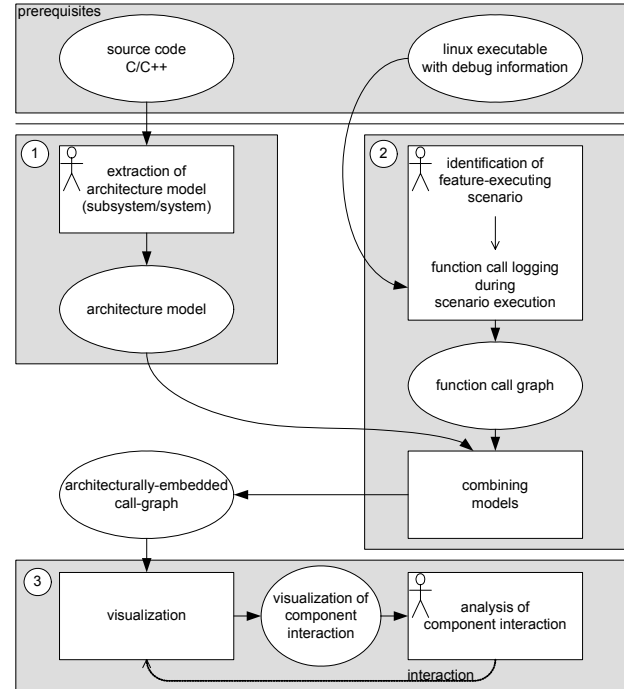 prerequisites
source code
C/C++
linux executable
with debug information
1
extraction of
architecture model
(subsystem/system)
architecture model
2
identification of
feature-executing
scenario
function call logging
during
scenario execution
function call graph
combining
models
architecturally-embedded
call-graph
3
visualization
visualization of
component
interaction
analysis of
component interaction
interaction